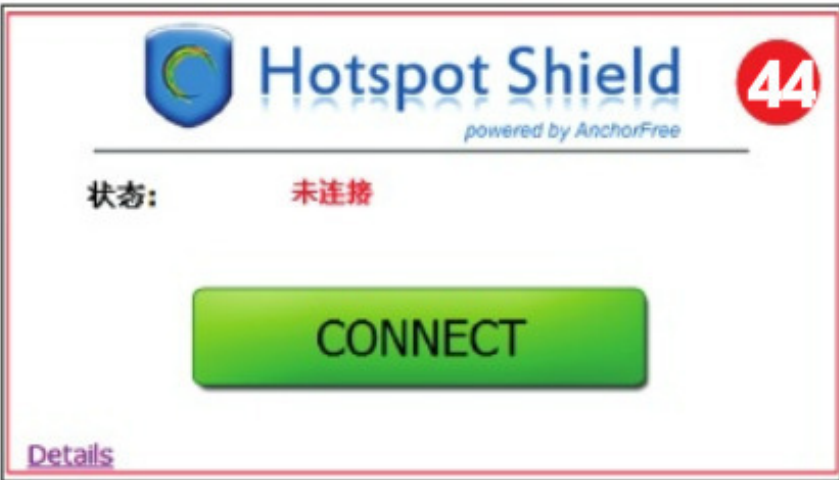 Hotspot Shield
44
powered by AnchorFree
状态:
未连接
CONNECT
Details